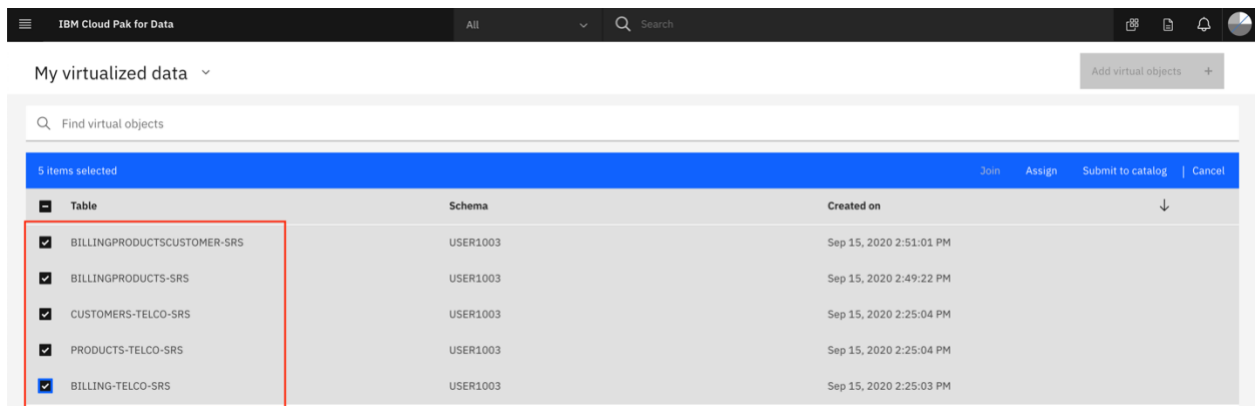 IBM Cloud Pak for Data All Search
My virtualized data Add virtual objects +
Find virtual objects
5 items selected Join Assign Submit to catalog | Cancel
Table Schema Created on
BILLINGPRODUCTSCUSTOMER-SRS USER1003 Sep 15, 2020 2:51:01 PM
BILLINGPRODUCTS-SRS USER1003 Sep 15, 2020 2:49:22 PM
CUSTOMERS-TELCO-SRS USER1003 Sep 15, 2020 2:25:04 PM
PRODUCTS-TELCO-SRS USER1003 Sep 15, 2020 2:25:04 PM
BILLING-TELCO-SRS USER1003 Sep 15, 2020 2:25:03 PM